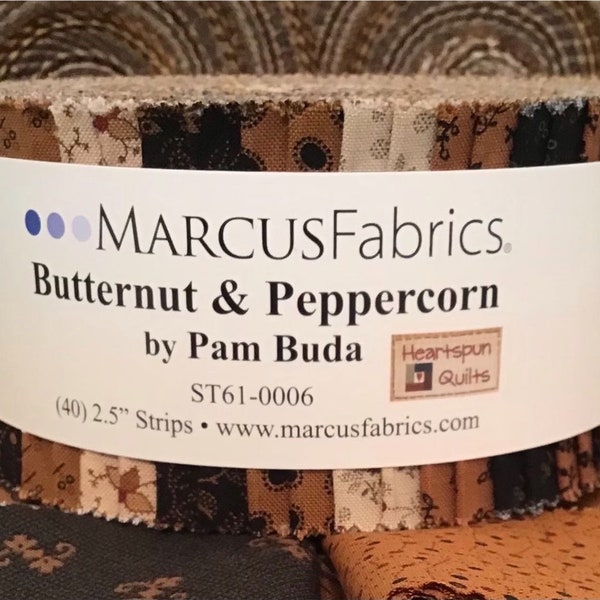 MARCUSFabrics®
Butternut & Peppercorn
by Pam Buda
Heartspun
Quilts
ST61-0006
(40) 2.5” Strips • www.marcusfabrics.com